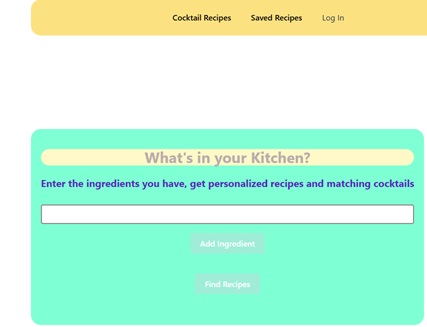 Cocktail Recipes Saved Recipes Log In
What's in your Kitchen?
Enter the ingredients you have, get personalized recipes and matching cocktails
Add Ingredient
Find Recipes